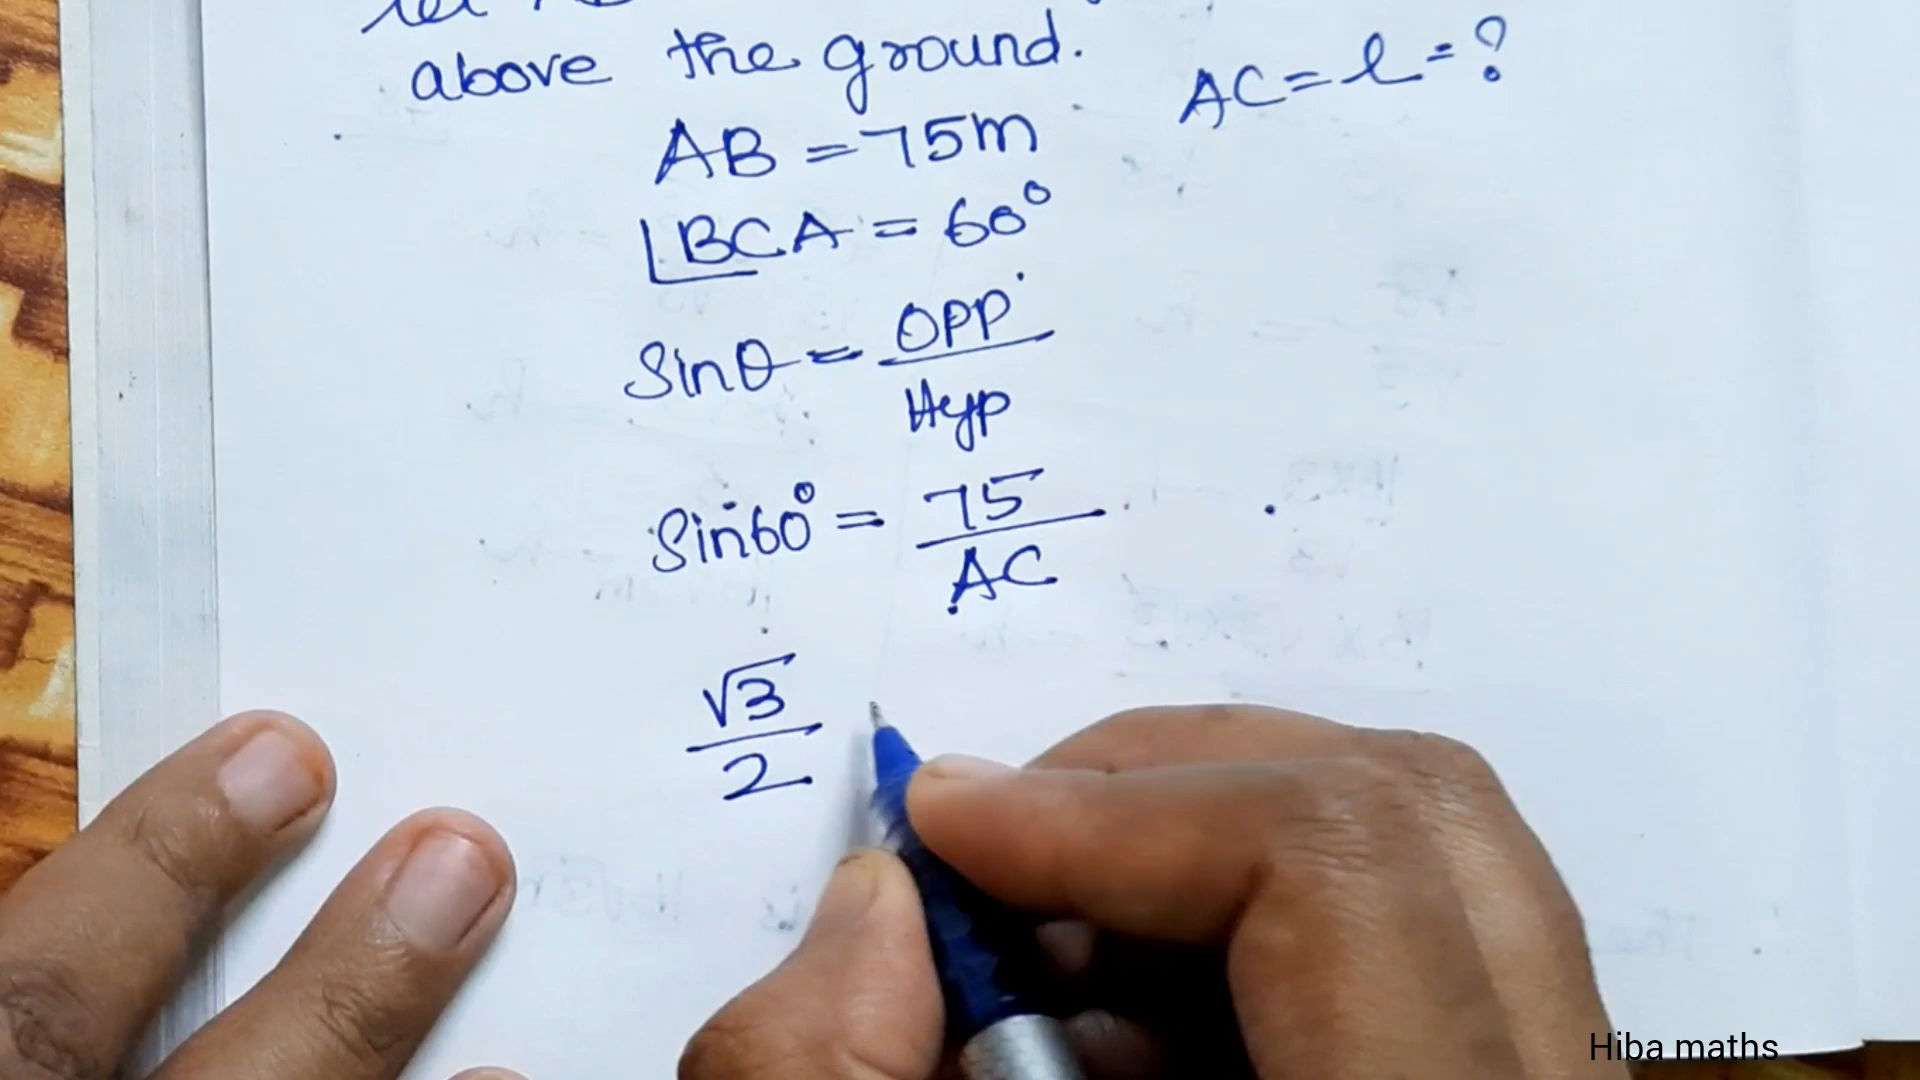 above the ground.
AC = l = ?
AB = 75m
∠BCA = 60°
Sinθ = Opp / Hyp
Sin60° = 75 / AC
√3 / 2
Hiba maths